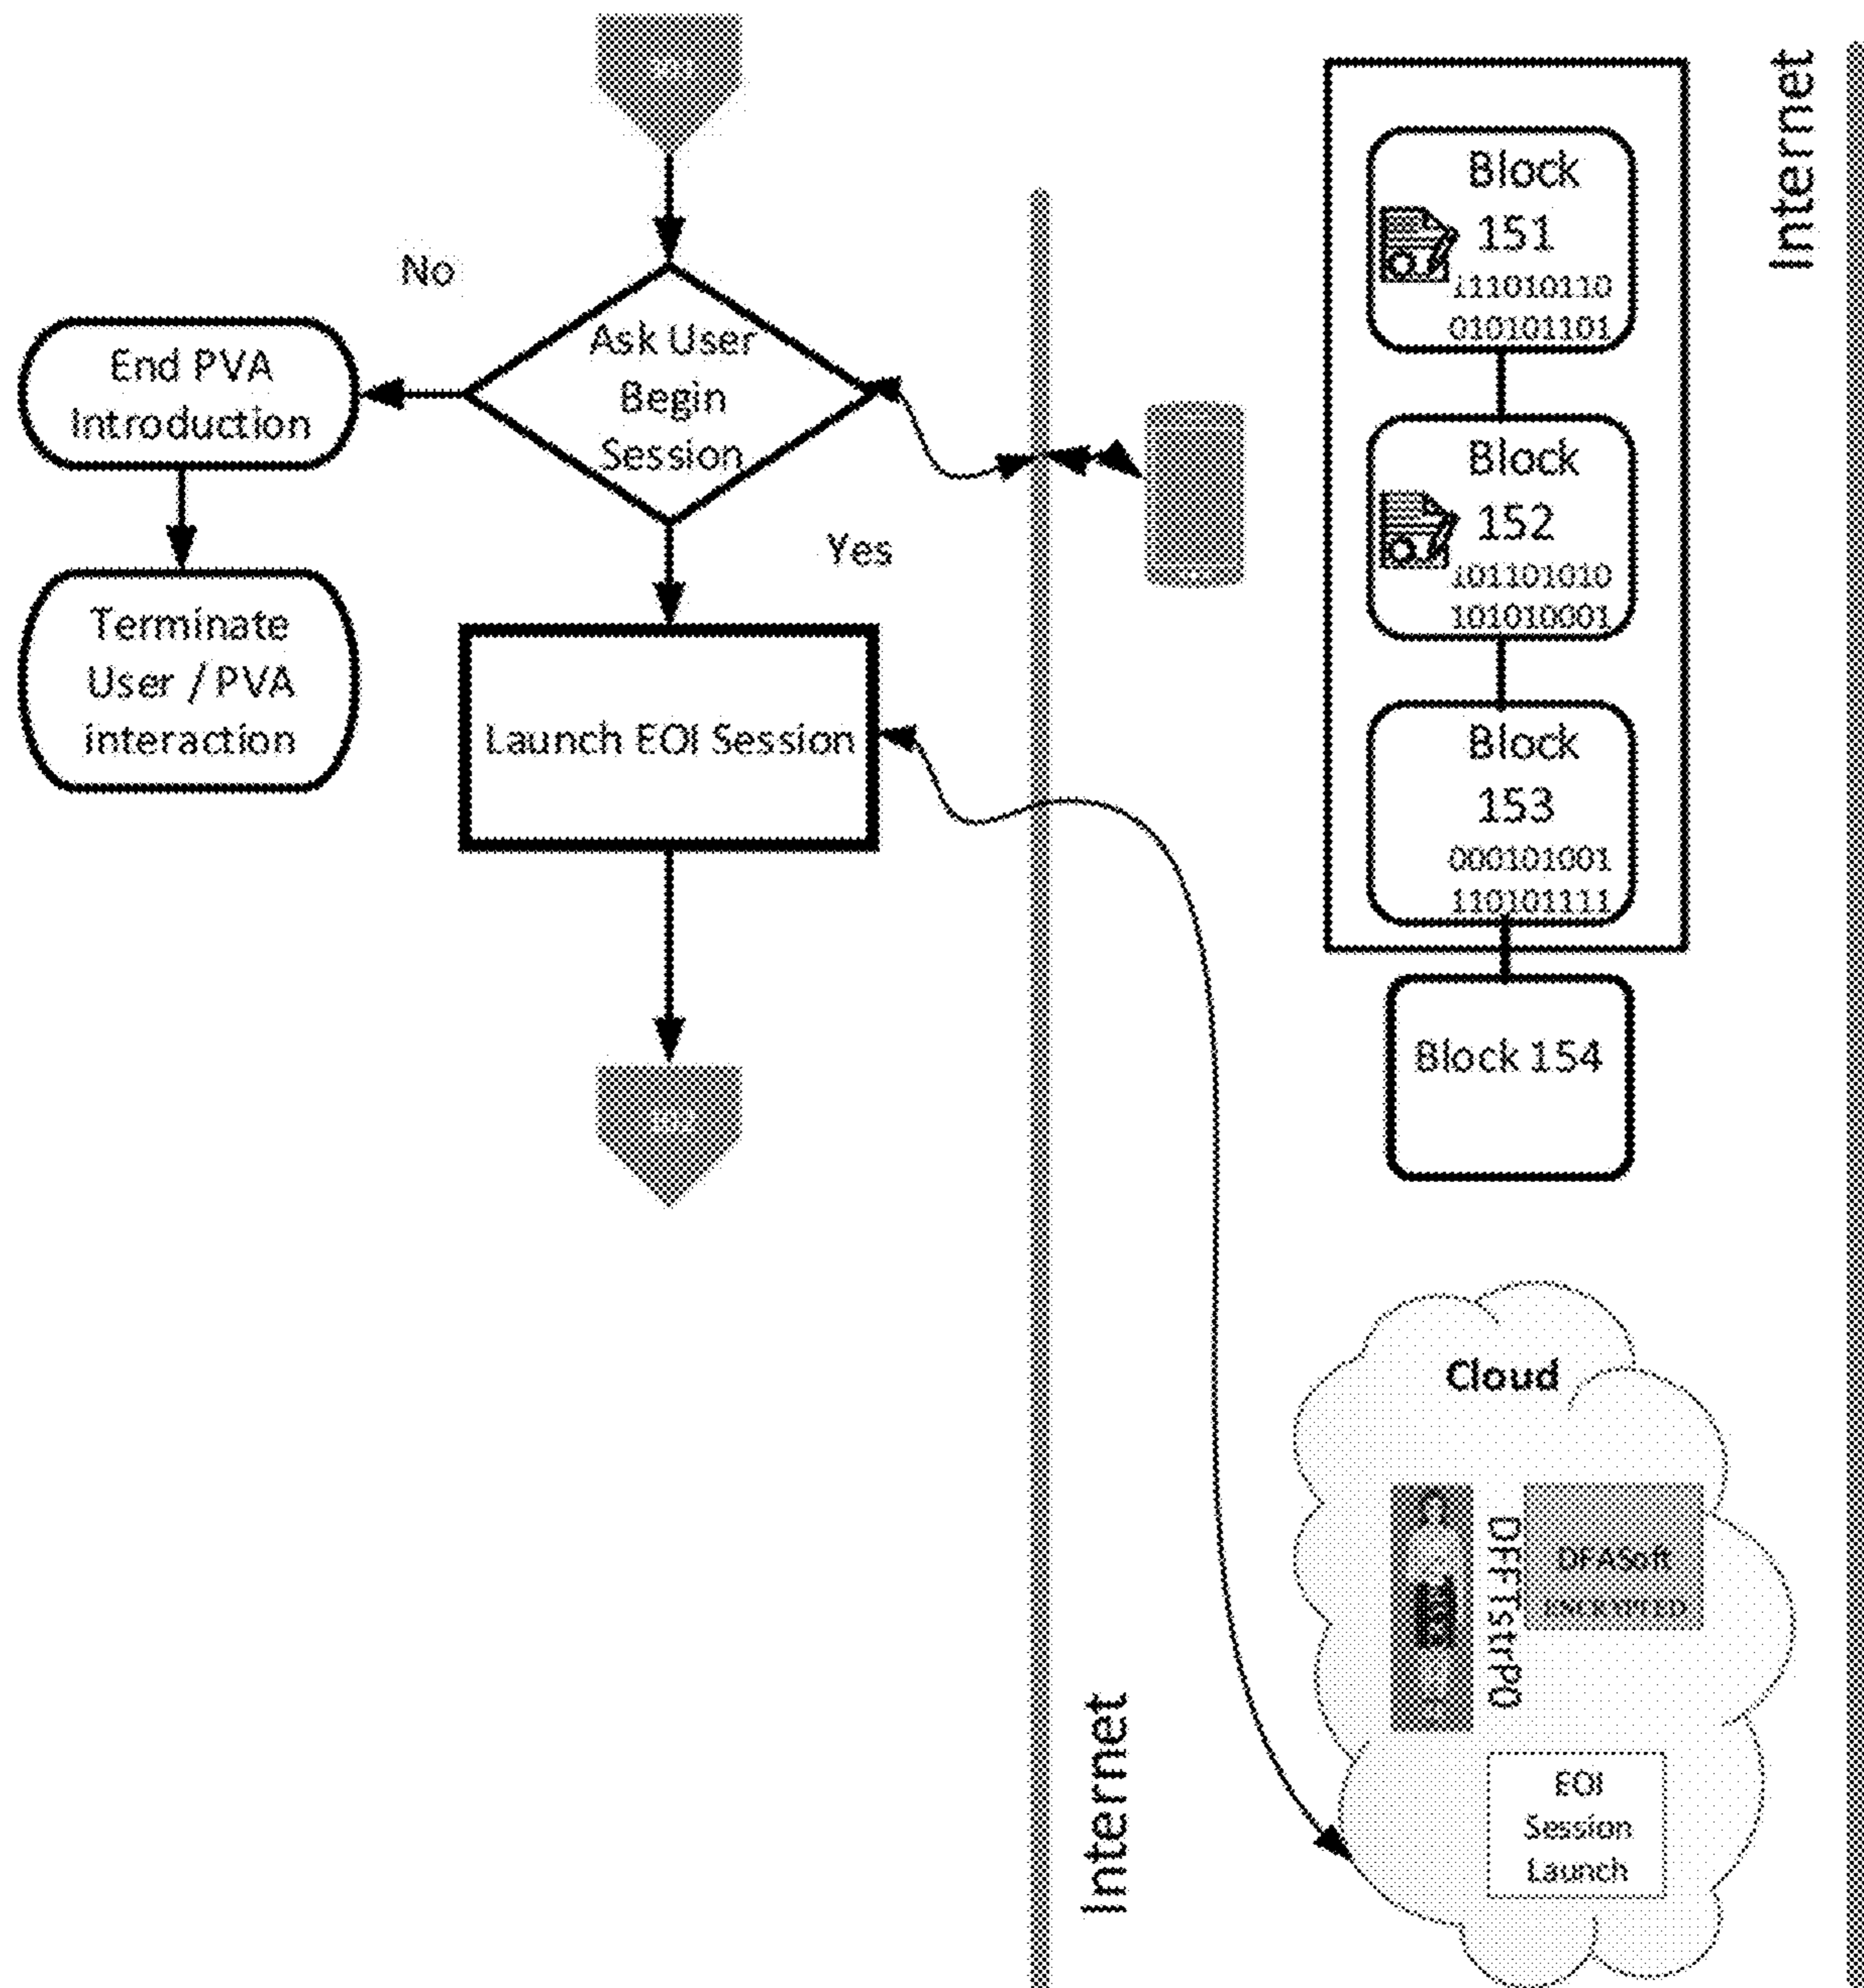 No
Ask User
Begin
Session
End PVA
Introduction
Terminate
User / PVA
interaction
Yes
Launch EOI Session
Internet
Block
151
111010110
010101101
Block
152
101101010
101010001
Block
153
000101001
110101111
Block 154
Internet
Cloud
DFFTstrPO
DFASoft
EOI
Session
Launch